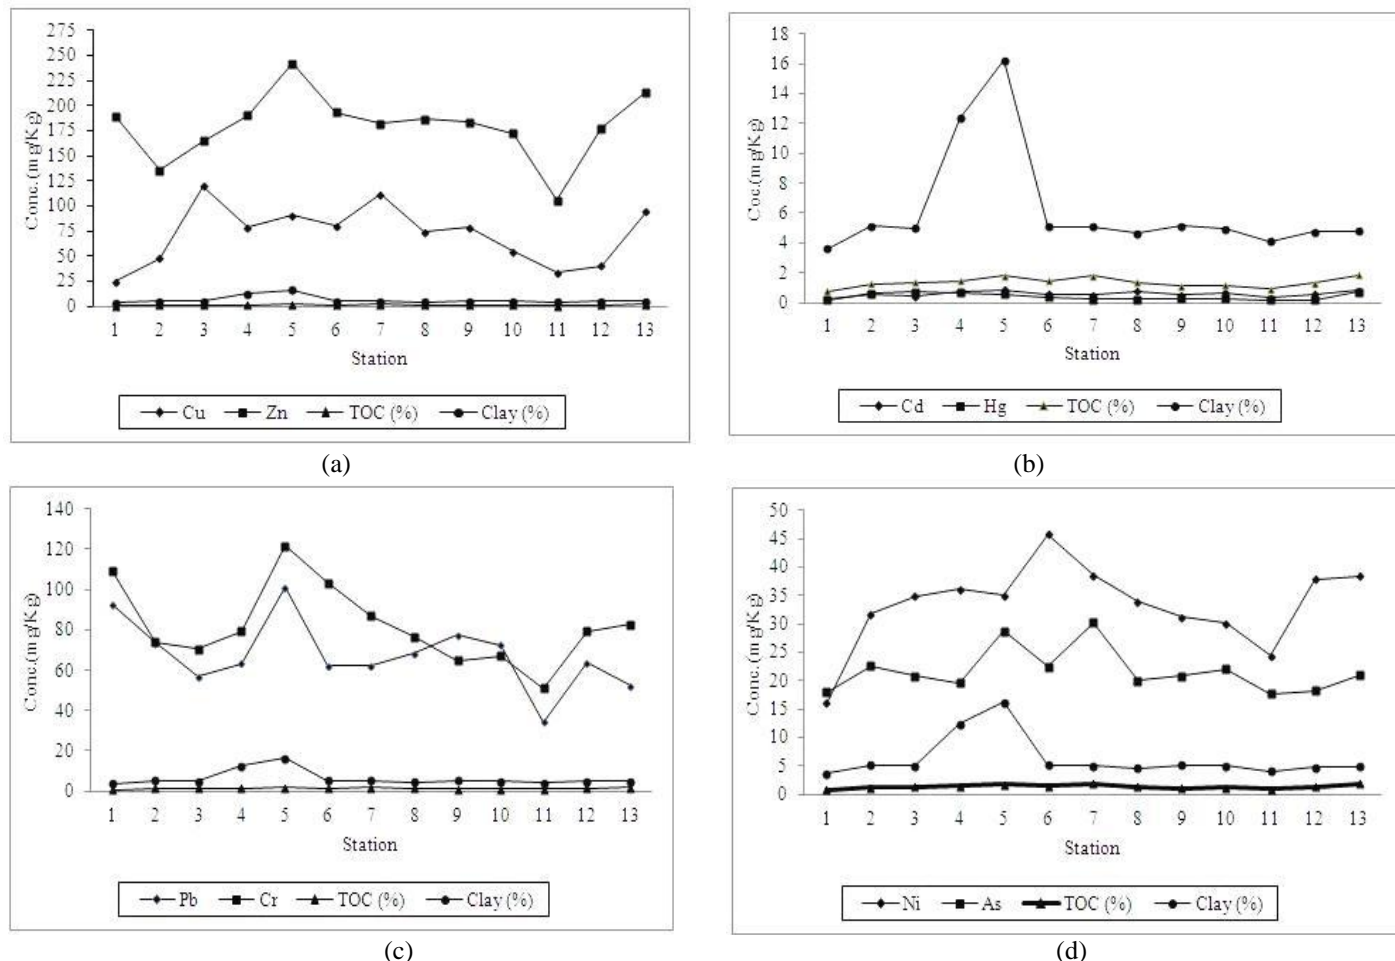 275
250
225
200
175
150
125
100
75
50
25
0
Conc.(mg/Kg)
1 2 3 4 5 6 7 8 9 10 11 12 13
Station
Cu Zn TOC (%) Clay (%)
(a)
18
16
14
12
10
8
6
4
2
0
Coc.(mg/Kg)
1 2 3 4 5 6 7 8 9 10 11 12 13
Station
Cd Hg TOC (%) Clay (%)
(b)
140
120
100
80
60
40
20
0
Conc.(mg/Kg)
1 2 3 4 5 6 7 8 9 10 11 12 13
Station
Pb Cr TOC (%) Clay (%)
(c)
50
45
40
35
30
25
20
15
10
5
0
Conc.(mg/Kg)
1 2 3 4 5 6 7 8 9 10 11 12 13
Station
Ni As TOC (%) Clay (%)
(d)